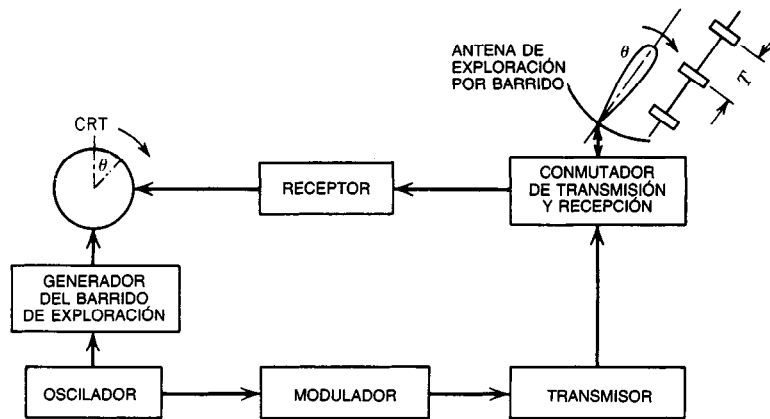 ANTENA DE
EXPLORACIÓN
POR BARRIDO
θ
T
CRT
θ
RECEPTOR
CONMUTADOR
DE TRANSMISIÓN
Y RECEPCIÓN
GENERADOR
DEL BARRIDO
DE EXPLORACIÓN
OSCILADOR
MODULADOR
TRANSMISOR